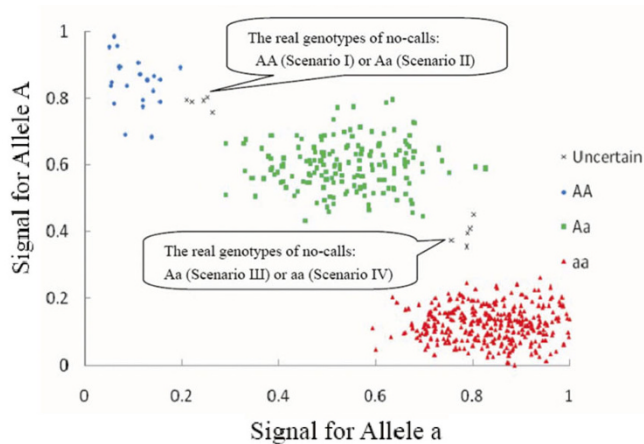 1
0.8
0.6
0.4
0.2
0
Signal for Allele A
The real genotypes of no-calls:
AA (Scenario I) or Aa (Scenario II)
The real genotypes of no-calls:
Aa (Scenario III) or aa (Scenario IV)
Uncertain
AA
Aa
aa
0 0.2 0.4 0.6 0.8 1
Signal for Allele a